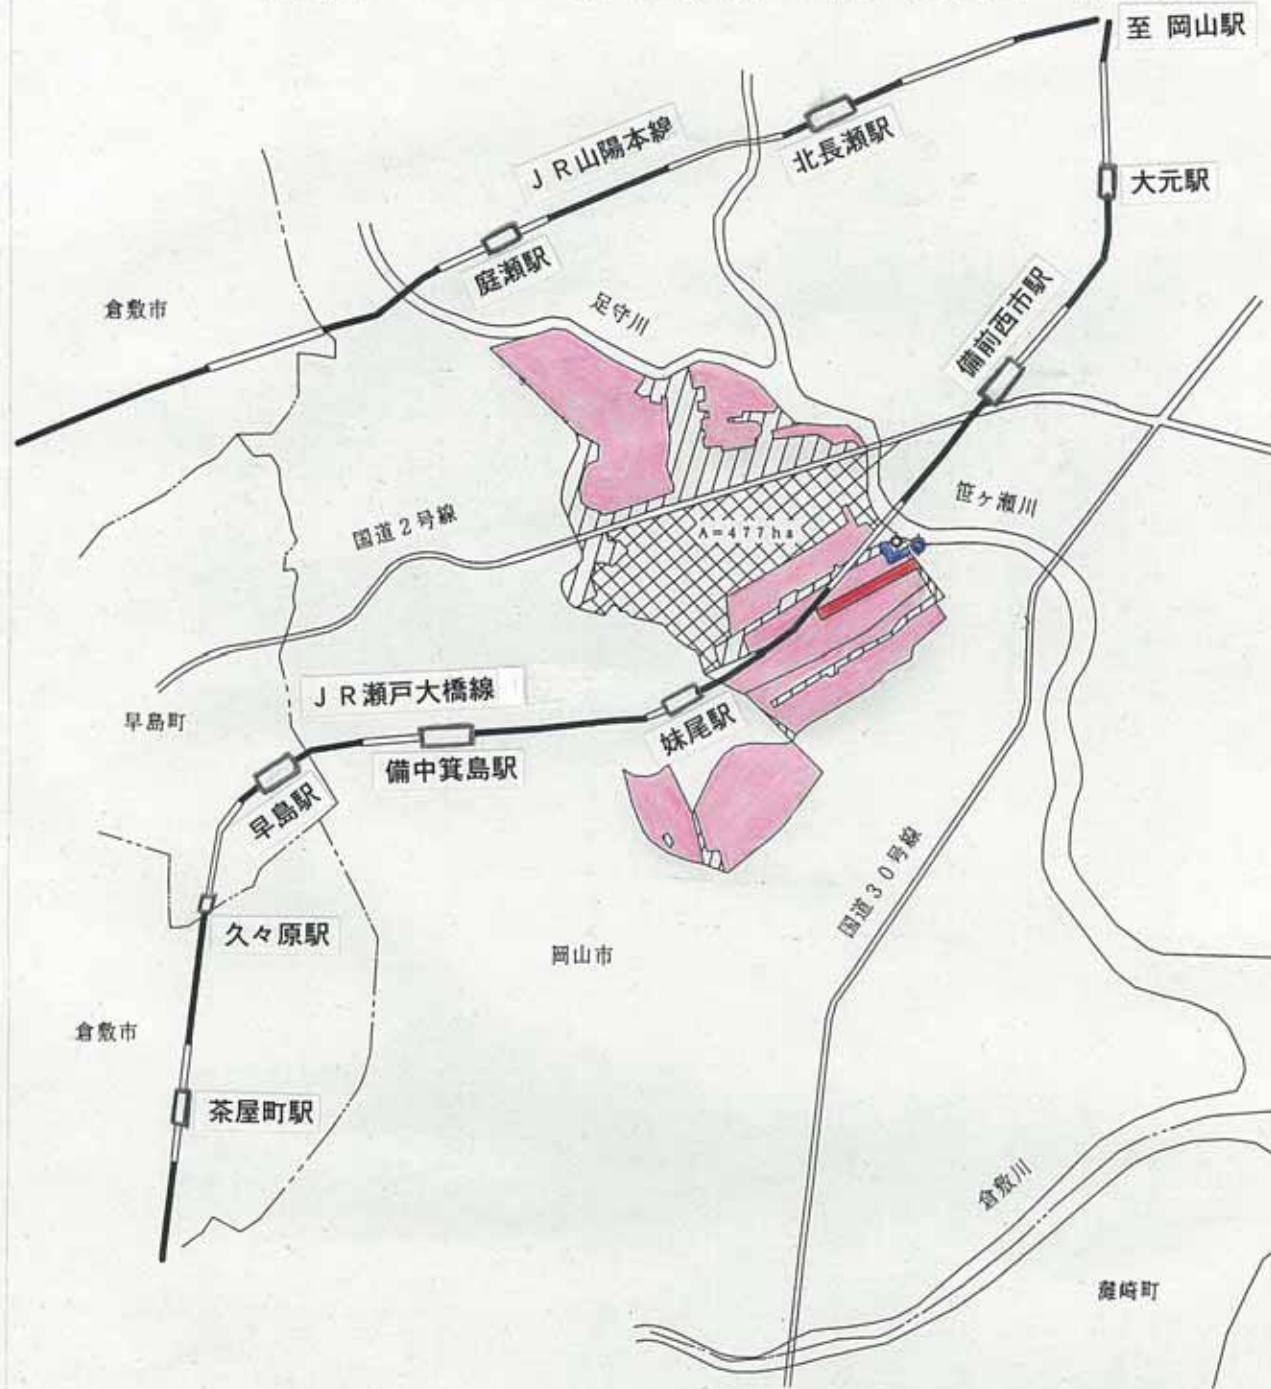 至 岡山駅
JR山陽本線
北長瀬駅
大元駅
庭瀬駅
倉敷市
足守川
備前西市駅
国道2号線
笹ヶ瀬川
A=477ha
JR瀬戸大橋線
早島町
妹尾駅
備中箕島駅
早島駅
国道30号線
久々原駅
岡山市
倉敷市
茶屋町駅
倉敷川
灘崎町